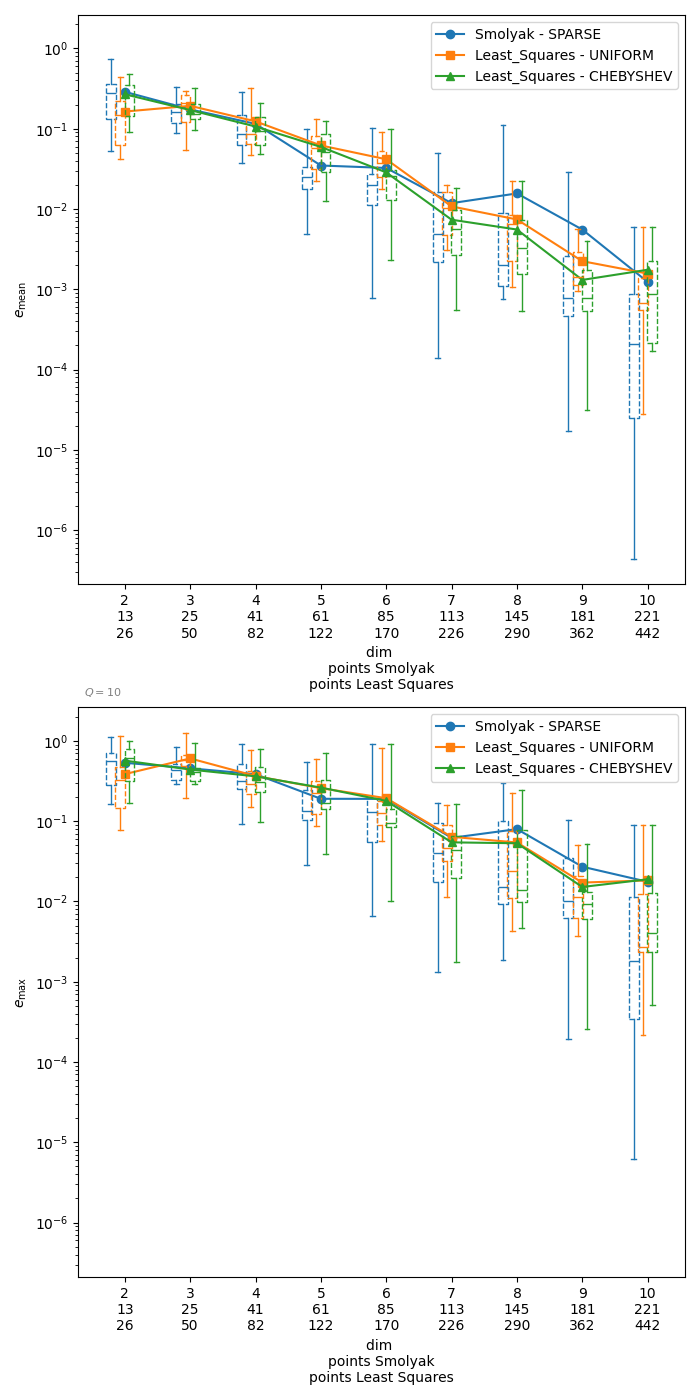 10⁰
10⁻¹
10⁻²
10⁻³
10⁻⁴
10⁻⁵
10⁻⁶
e_mean
Smolyak - SPARSE
Least_Squares - UNIFORM
Least_Squares - CHEBYSHEV
2 3 4 5 6 7 8 9 10
13 25 41 61 85 113 145 181 221
26 50 82 122 170 226 290 362 442
dim
points Smolyak
points Least Squares
Q = 10
10⁰
10⁻¹
10⁻²
10⁻³
10⁻⁴
10⁻⁵
10⁻⁶
e_max
Smolyak - SPARSE
Least_Squares - UNIFORM
Least_Squares - CHEBYSHEV
2 3 4 5 6 7 8 9 10
13 25 41 61 85 113 145 181 221
26 50 82 122 170 226 290 362 442
dim
points Smolyak
points Least Squares